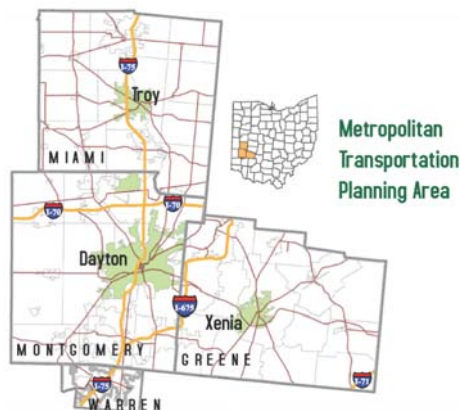 I-75
Troy
MIAMI
Metropolitan
Transportation
Planning Area
I-70
I-70
Dayton
I-675
Xenia
MONTGOMERY
GREENE
I-71
I-75
WARREN